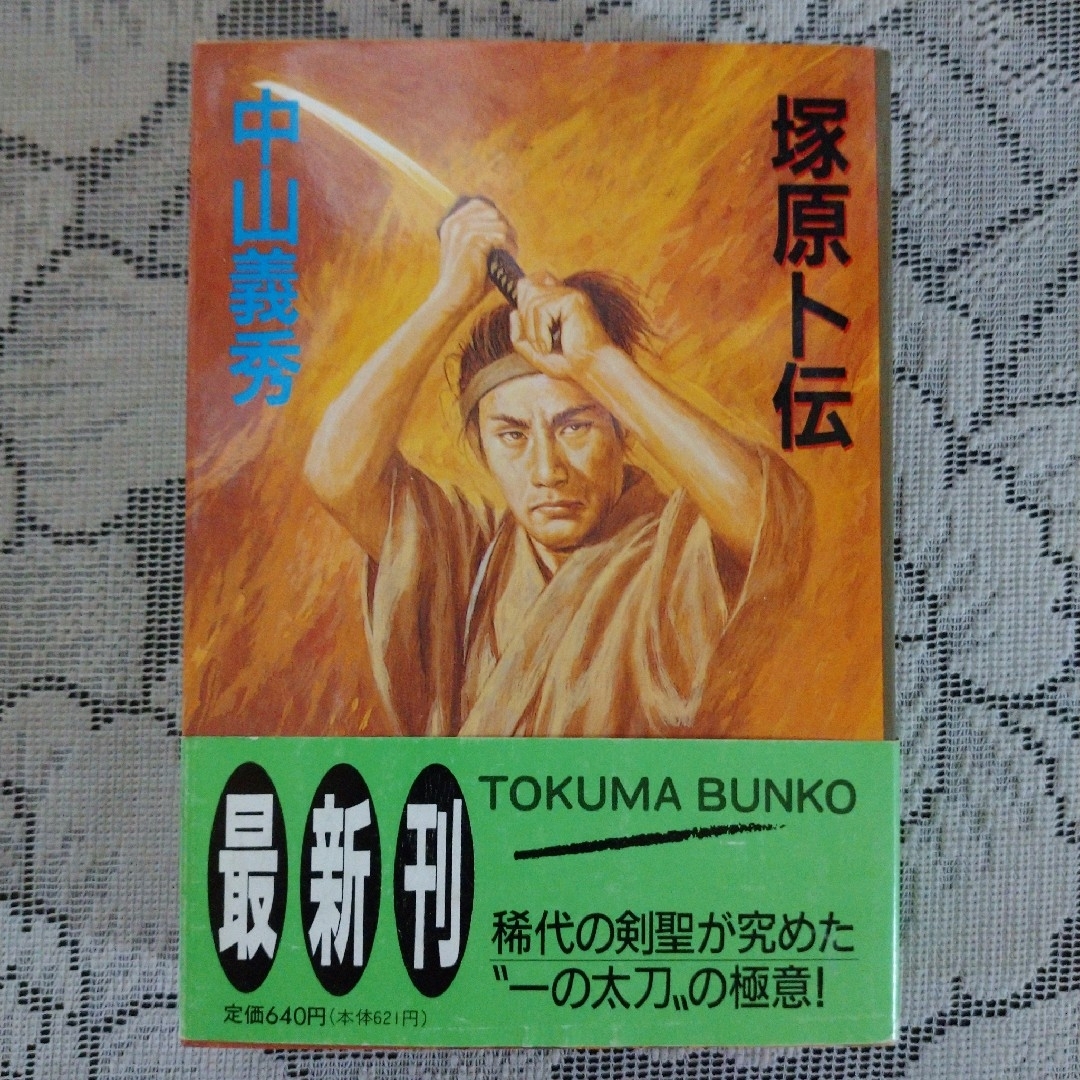 塚原卜伝
中山義秀
最新刊
TOKUMA BUNKO
稀代の剣聖が究めた
〝一の太刀〟の極意!
定価640円(本体621円)